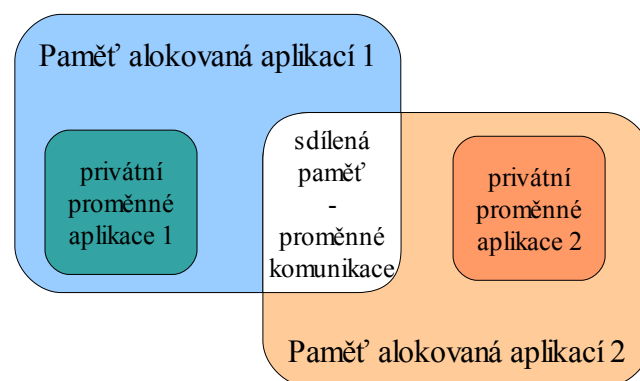 Paměť alokovaná aplikací 1
privátní
proměnné
aplikace 1
sdílená
paměť
-
proměnné
komunikace
privátní
proměnné
aplikace 2
Paměť alokovaná aplikací 2